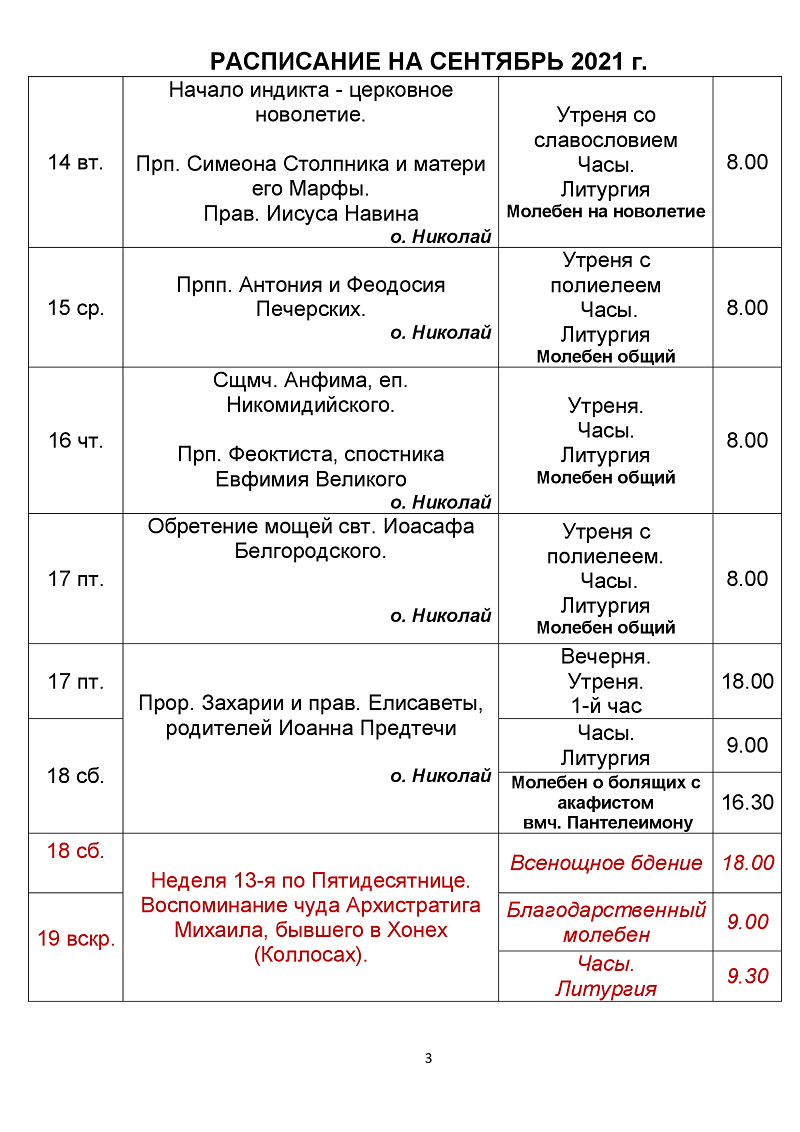 РАСПИСАНИЕ НА СЕНТЯБРЬ 2021 г.
14 вт.
Начало индикта - церковное
новолетие.
Прп. Симеона Столпника и матери
его Марфы.
Прав. Иисуса Навина
о. Николай
Утреня со
славословием
Часы.
Литургия
Молебен на новолетие
8.00
15 ср.
Прпп. Антония и Феодосия
Печерских.
о. Николай
Утреня с
полиелеем
Часы.
Литургия
Молебен общий
8.00
16 чт.
Сщмч. Анфима, еп.
Никомидийского.
Прп. Феоктиста, спостника
Евфимия Великого
о. Николай
Утреня.
Часы.
Литургия
Молебен общий
8.00
17 пт.
Обретение мощей свт. Иоасафа
Белгородского.
о. Николай
Утреня с
полиелеем.
Часы.
Литургия
Молебен общий
8.00
17 пт.
Прор. Захарии и прав. Елисаветы,
родителей Иоанна Предтечи
о. Николай
Вечерня.
Утреня.
1-й час
18.00
18 сб.
Часы.
Литургия
9.00
Молебен о болящих с
акафистом
вмч. Пантелеимону
16.30
18 сб.
Неделя 13-я по Пятидесятнице.
Воспоминание чуда Архистратига
Михаила, бывшего в Хонех
(Коллосах).
Всенощное бдение
18.00
19 вскр.
Благодарственный
молебен
9.00
Часы.
Литургия
9.30
3